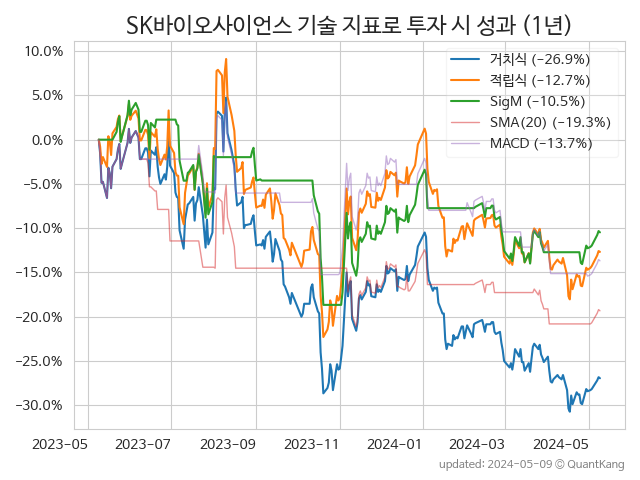 SK바이오사이언스 기술 지표로 투자 시 성과 (1년)
10.0%
5.0%
0.0%
−5.0%
−10.0%
−15.0%
−20.0%
−25.0%
−30.0%
거치식 (−26.9%)
적립식 (−12.7%)
SigM (−10.5%)
SMA(20) (−19.3%)
MACD (−13.7%)
2023-05
2023-07
2023-09
2023-11
2024-01
2024-03
2024-05
updated: 2024-05-09 © QuantKang